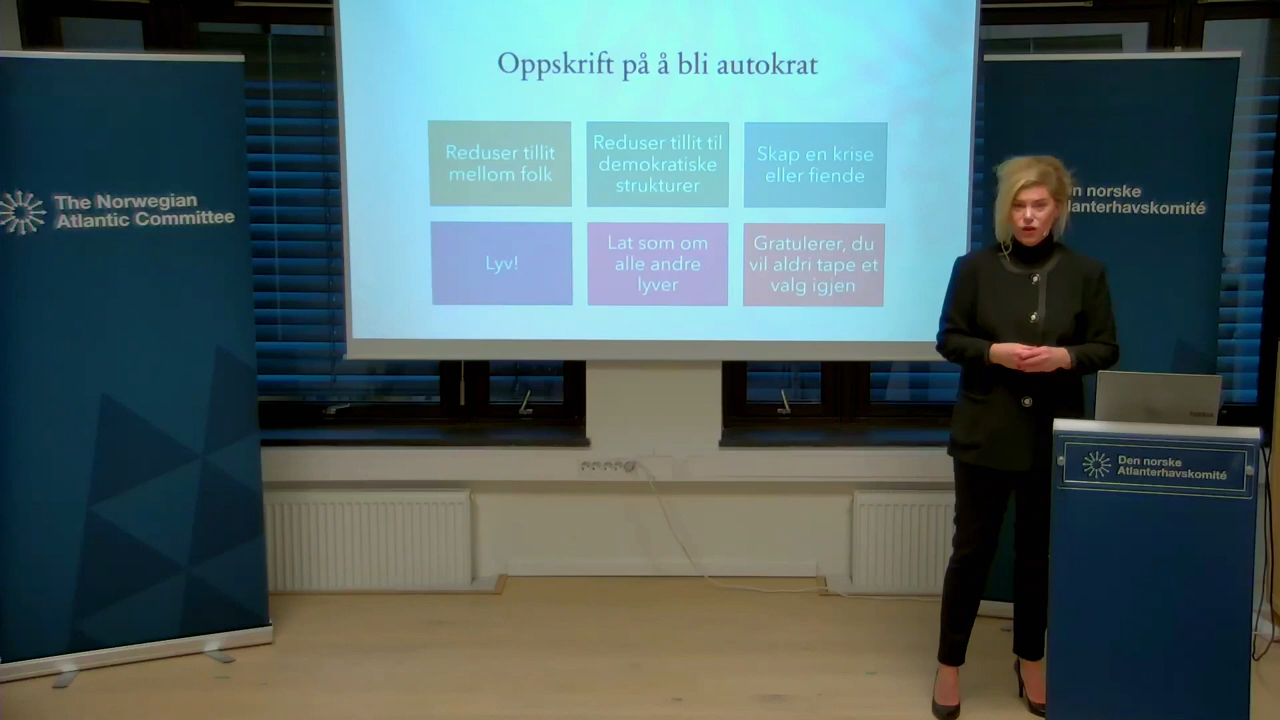 Oppskrift på å bli autokrat
Reduser tillit
mellom folk
Reduser tillit til
demokratiske
strukturer
Skap en krise
eller fiende
Lyv!
Lat som om
alle andre
lyver
Gratulerer, du
vil aldri tape et
valg igjen
The Norwegian
Atlantic Committee
norske
lanterhavskomité
Den norske
Atlanterhavskomité